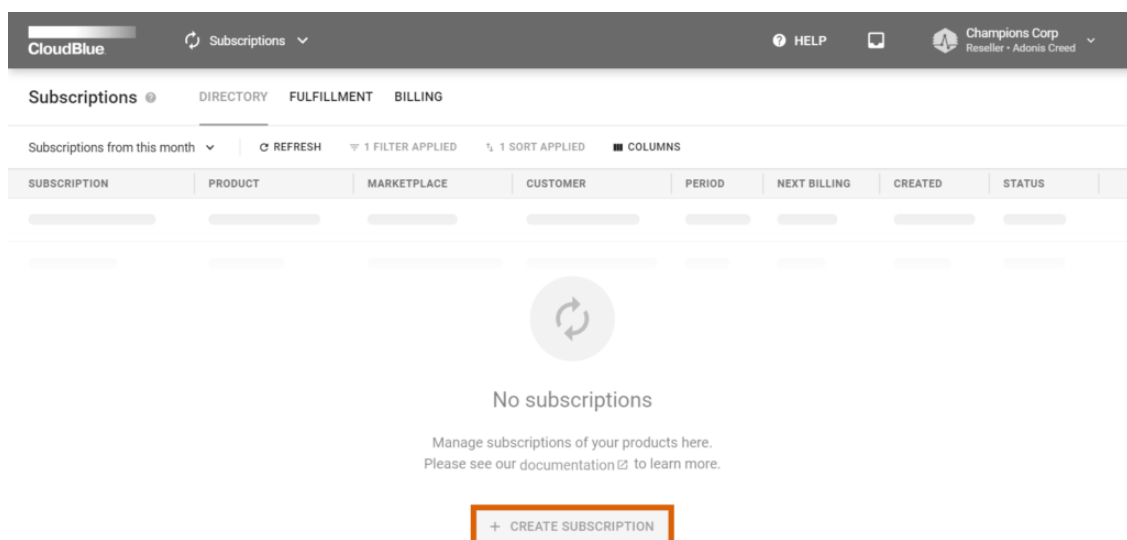 CloudBlue
Subscriptions
HELP
Champions Corp
Reseller • Adonis Creed
Subscriptions
DIRECTORY
FULFILLMENT
BILLING
Subscriptions from this month
REFRESH
1 FILTER APPLIED
1 SORT APPLIED
COLUMNS
SUBSCRIPTION
PRODUCT
MARKETPLACE
CUSTOMER
PERIOD
NEXT BILLING
CREATED
STATUS
No subscriptions
Manage subscriptions of your products here.
Please see our documentation to learn more.
+ CREATE SUBSCRIPTION